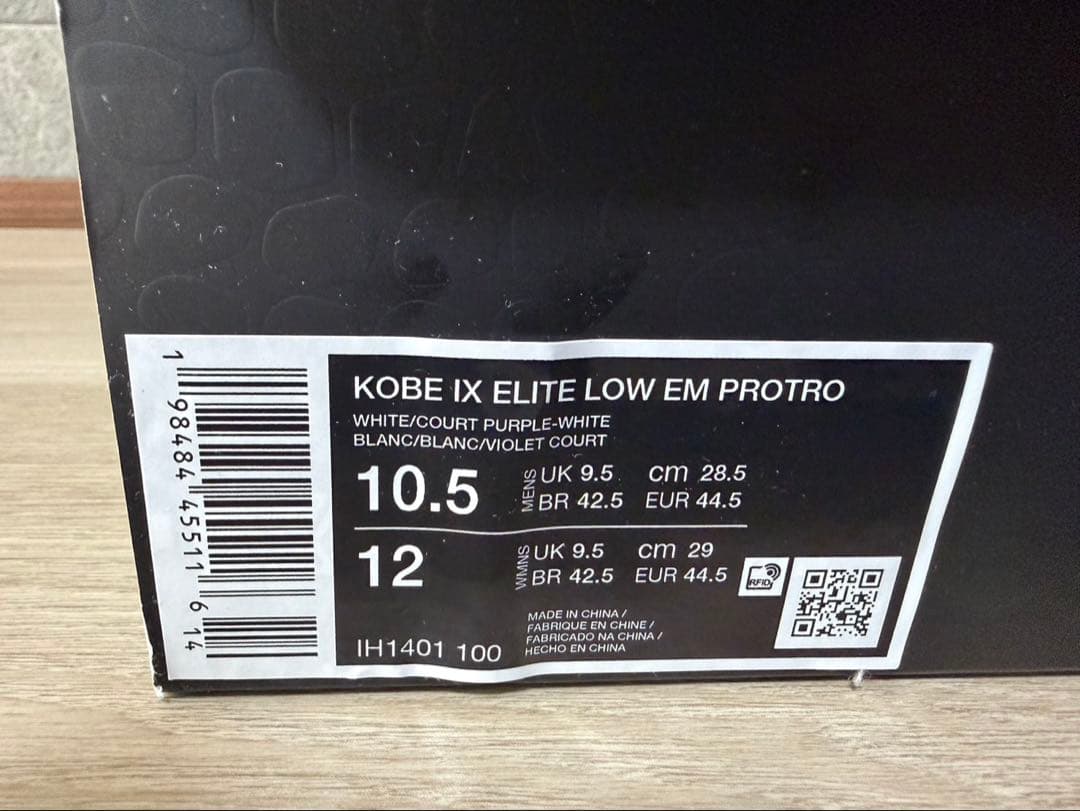 KOBE IX ELITE LOW EM PROTRO
WHITE/COURT PURPLE-WHITE
BLANC/BLANC/VIOLET COURT
10.5 MENS UK 9.5 cm 28.5
BR 42.5 EUR 44.5
12 WMNS UK 9.5 cm 29
BR 42.5 EUR 44.5
RFID
MADE IN CHINA /
FABRIQUE EN CHINE /
FABRICADO NA CHINA /
HECHO EN CHINA
IH1401 100
1 98484 45511 6 14